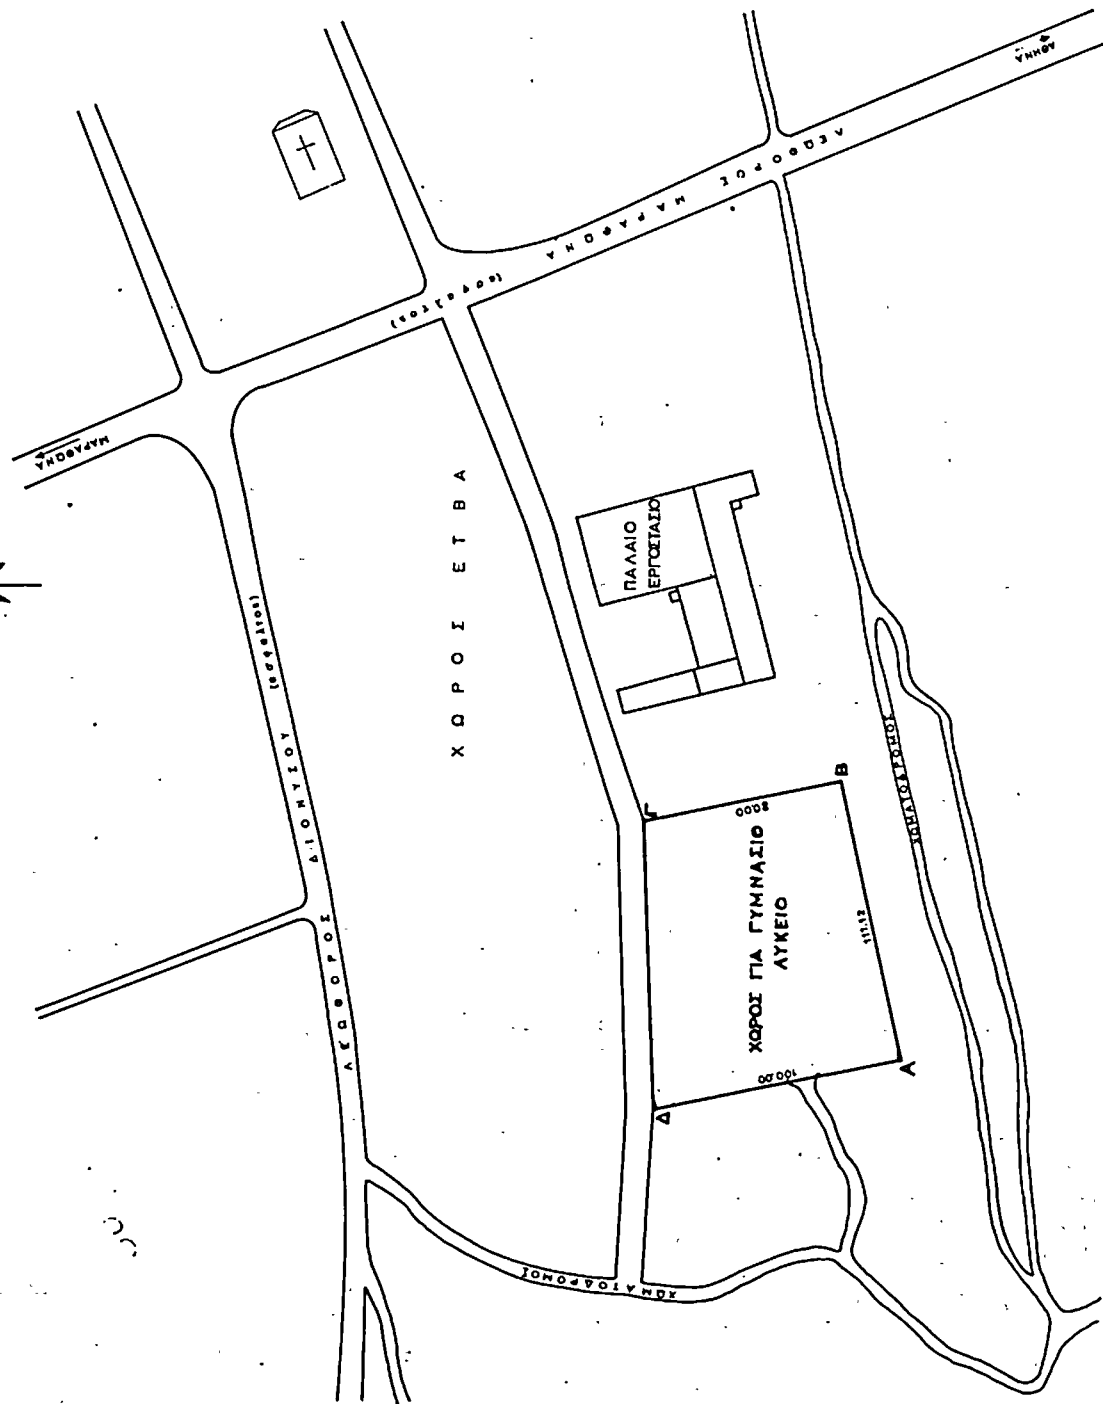 ΑΘΗΝΑ
ΛΕΩΦΟΡΟΣ ΜΑΡΑΘΩΝΑ
(ασφαλτος)
ΜΑΡΑΘΩΝΑ
ΧΩΡΟΣ ΕΤΒΑ
ΠΑΛΑΙΟ
ΕΡΓΟΣΤΑΣΙΟ
(ασφαλτος)
ΛΕΩΦΟΡΟΣ ΔΙΟΝΥΣΟΥ
ΧΩΜΑΤΟΔΡΟΜΟΣ
Γ
80.00
Β
ΧΩΡΟΣ ΓΙΑ ΓΥΜΝΑΣΙΟ
ΛΥΚΕΙΟ
111.12
100.00
Δ
Α
ΧΩΜΑΤΟΔΡΟΜΟΣ
ΧΩΜΑ